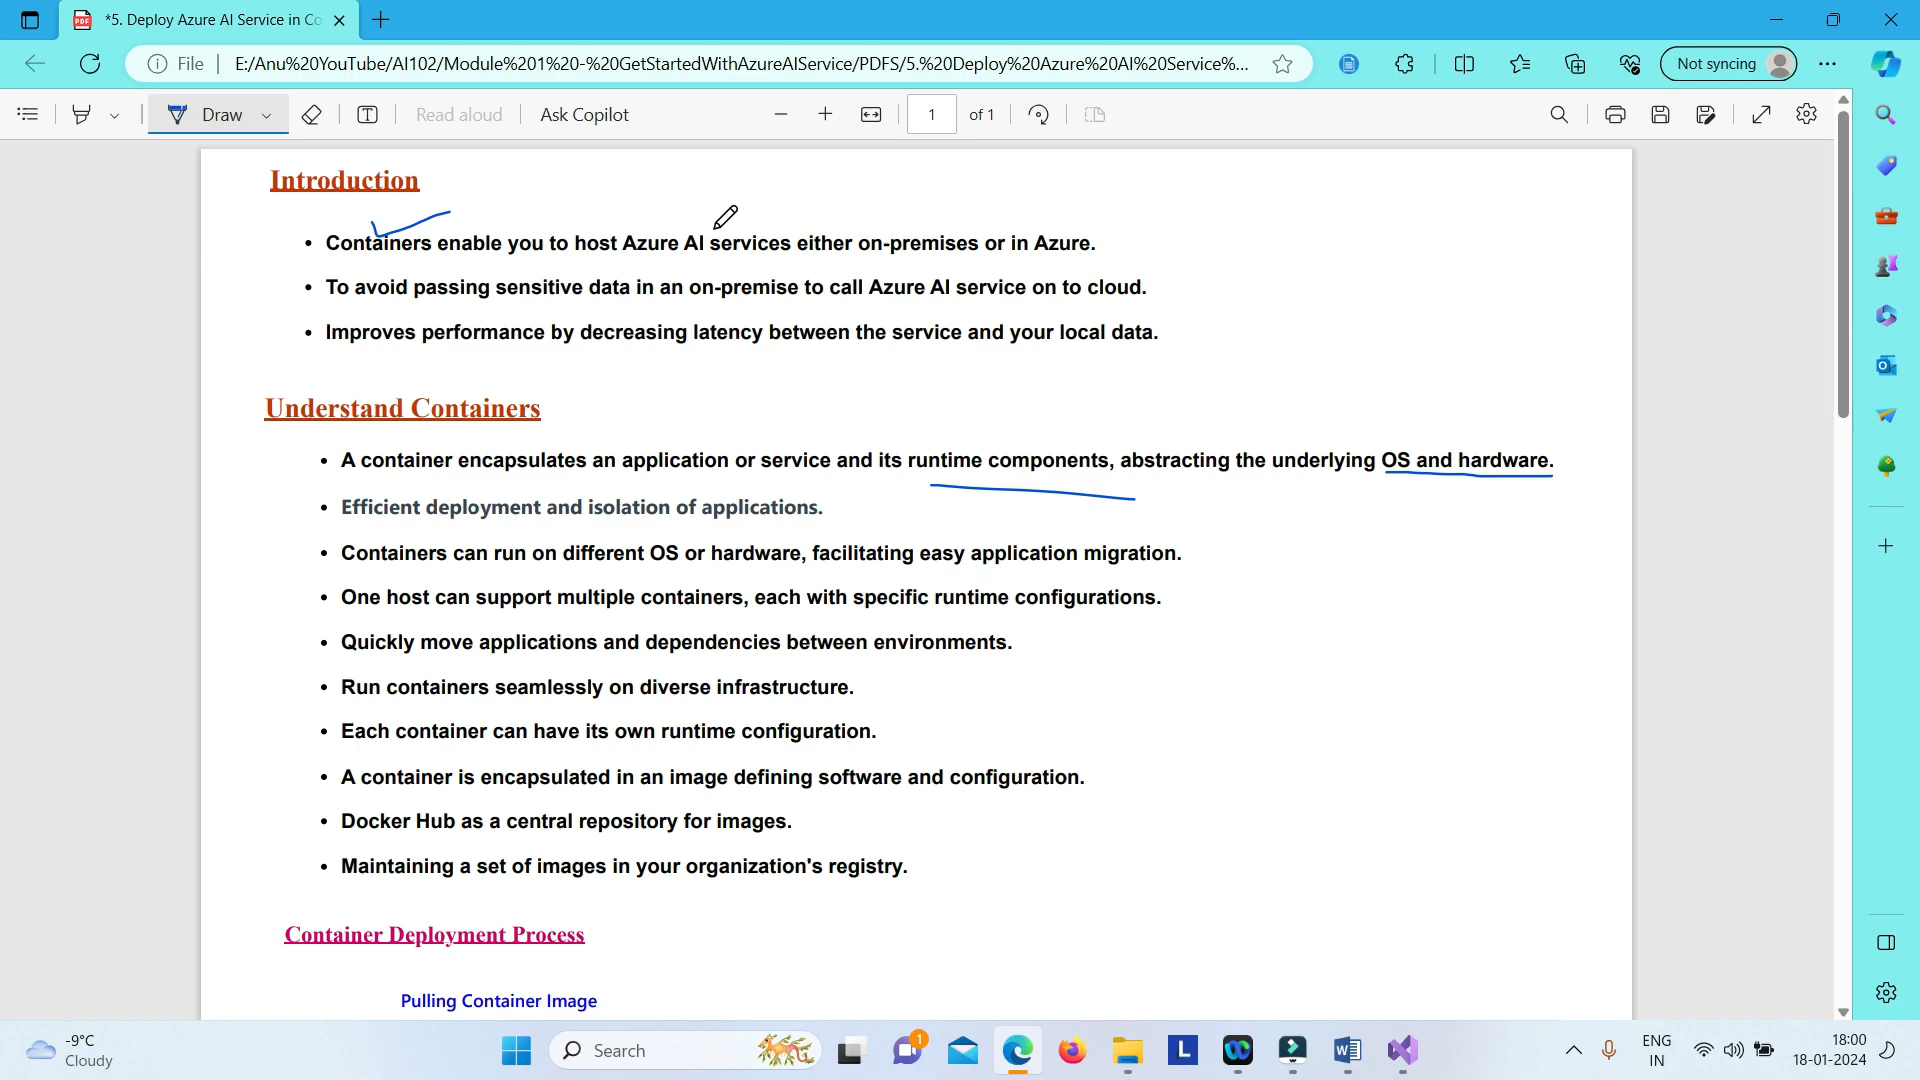 *5. Deploy Azure AI Service in Co
File
E:/Anu%20YouTube/AI102/Module%201%20-%20GetStartedWithAzureAIService/PDFS/5.%20Deploy%20Azure%20AI%20Service%...
Not syncing
Draw
Read aloud
Ask Copilot
1
of 1
Introduction
• Containers enable you to host Azure AI services either on-premises or in Azure.
• To avoid passing sensitive data in an on-premise to call Azure AI service on to cloud.
• Improves performance by decreasing latency between the service and your local data.
Understand Containers
• A container encapsulates an application or service and its runtime components, abstracting the underlying OS and hardware.
• Efficient deployment and isolation of applications.
• Containers can run on different OS or hardware, facilitating easy application migration.
• One host can support multiple containers, each with specific runtime configurations.
• Quickly move applications and dependencies between environments.
• Run containers seamlessly on diverse infrastructure.
• Each container can have its own runtime configuration.
• A container is encapsulated in an image defining software and configuration.
• Docker Hub as a central repository for images.
• Maintaining a set of images in your organization's registry.
Container Deployment Process
Pulling Container Image
-9°C
Cloudy
Search
1
L
ENG
IN
18:00
18-01-2024